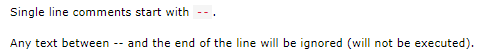 Single line comments start with --.
Any text between -- and the end of the line will be ignored (will not be executed).